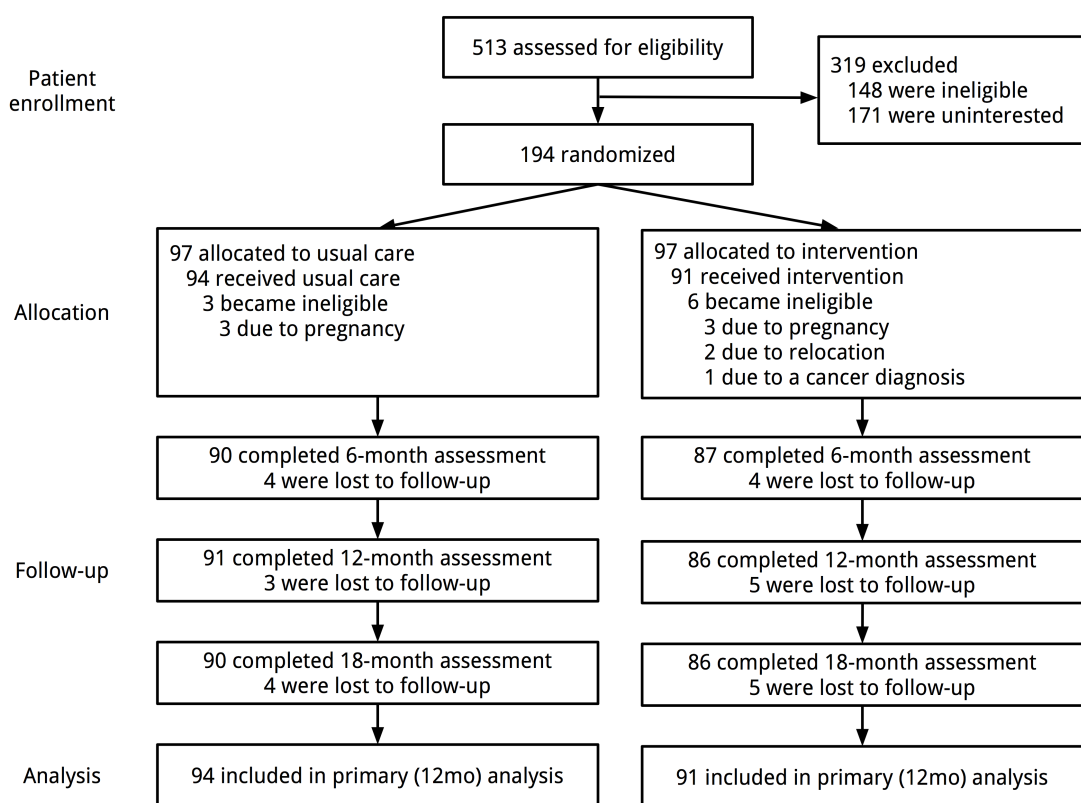 513 assessed for eligibility
Patient
enrollment
319 excluded
148 were ineligible
171 were uninterested
194 randomized
Allocation
97 allocated to usual care
94 received usual care
3 became ineligible
3 due to pregnancy
97 allocated to intervention
91 received intervention
6 became ineligible
3 due to pregnancy
2 due to relocation
1 due to a cancer diagnosis
90 completed 6-month assessment
4 were lost to follow-up
87 completed 6-month assessment
4 were lost to follow-up
Follow-up
91 completed 12-month assessment
3 were lost to follow-up
86 completed 12-month assessment
5 were lost to follow-up
90 completed 18-month assessment
4 were lost to follow-up
86 completed 18-month assessment
5 were lost to follow-up
Analysis
94 included in primary (12mo) analysis
91 included in primary (12mo) analysis